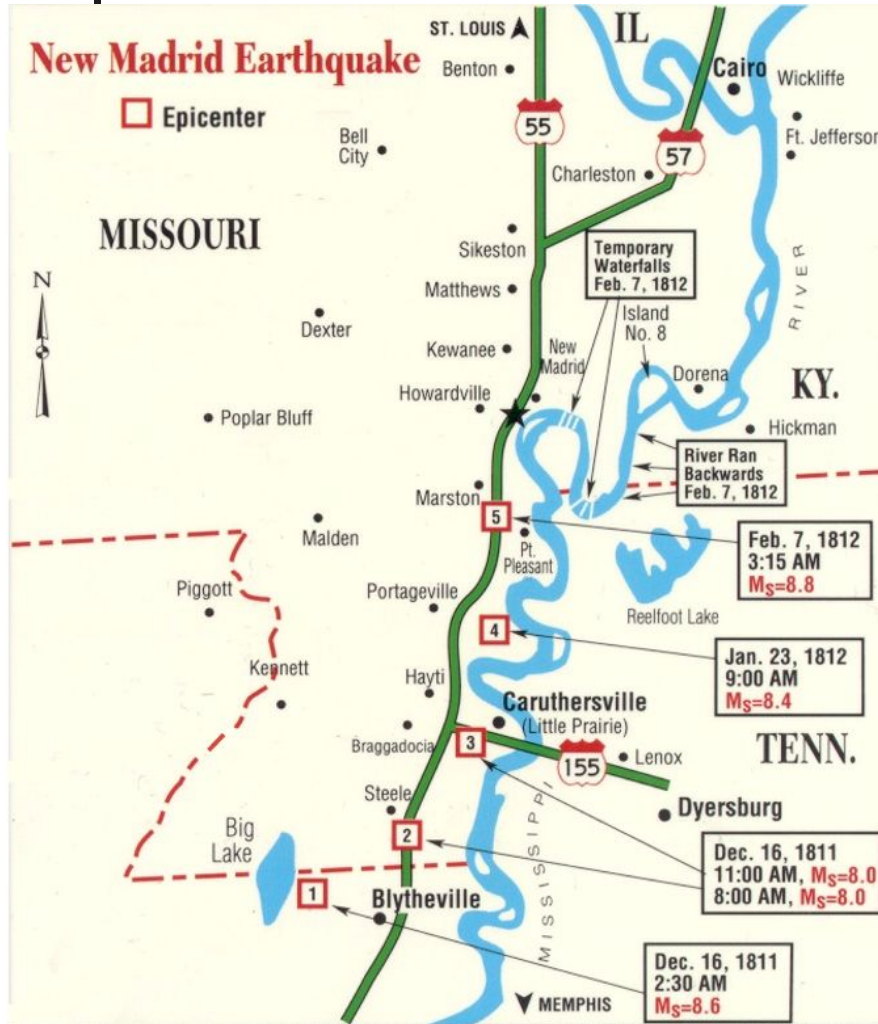 ST. LOUIS
IL
New Madrid Earthquake
Benton
Cairo
Wickliffe
Epicenter
55
Ft. Jefferson
Bell
City
57
Charleston
MISSOURI
Sikeston
Temporary
Waterfalls
Feb. 7, 1812
RIVER
N
Matthews
Island
No. 8
Dexter
Kewanee
New
Madrid
Dorena
KY.
Howardville
Poplar Bluff
Hickman
River Ran
Backwards
Feb. 7, 1812
Marston
5
Malden
Pt.
Pleasant
Feb. 7, 1812
3:15 AM
Ms=8.8
Piggott
Portageville
Reelfoot Lake
4
Jan. 23, 1812
9:00 AM
Ms=8.4
Kennett
Hayti
Caruthersville
(Little Prairie)
Braggadocia
3
155
Lenox
TENN.
Steele
Dyersburg
Big
Lake
2
Dec. 16, 1811
11:00 AM, Ms=8.0
8:00 AM, Ms=8.0
1
Blytheville
MISSISSIPPI
Dec. 16, 1811
2:30 AM
Ms=8.6
MEMPHIS